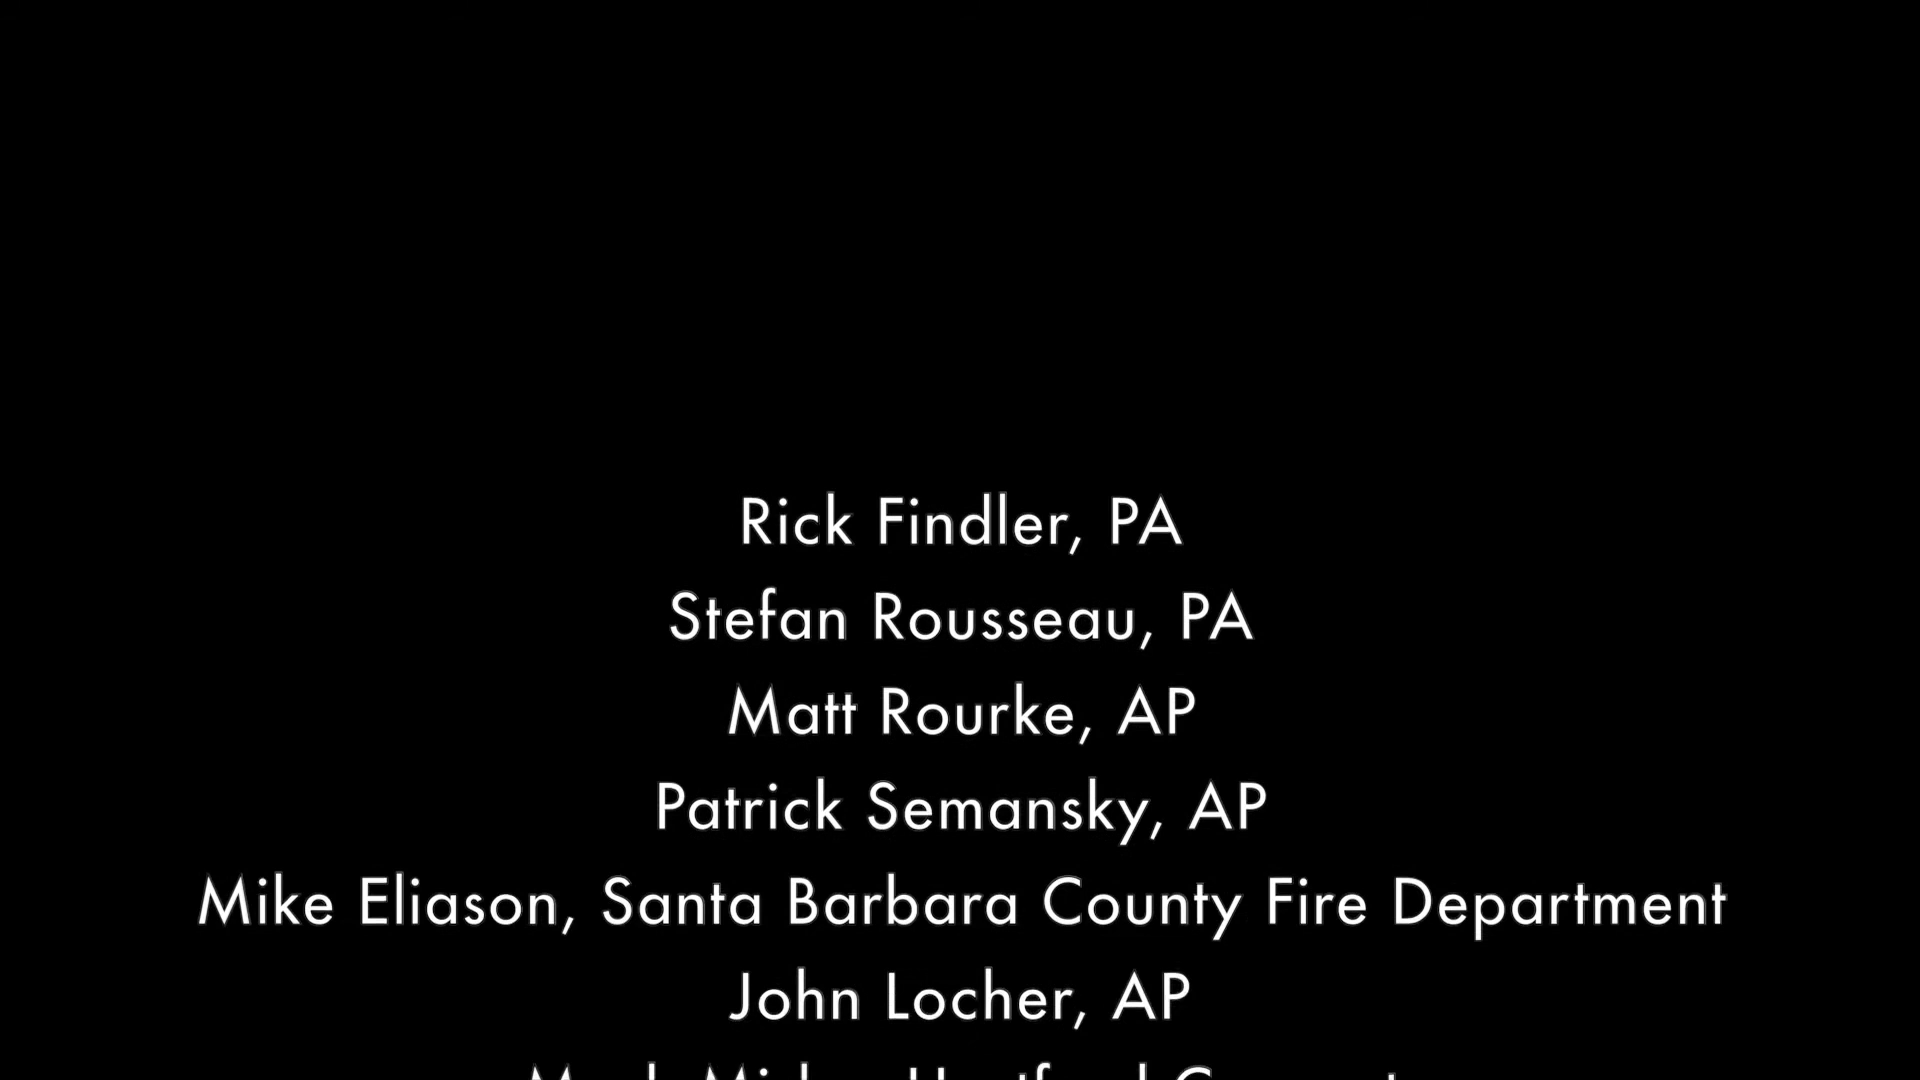 Rick Findler, PA
Stefan Rousseau, PA
Matt Rourke, AP
Patrick Semansky, AP
Mike Eliason, Santa Barbara County Fire Department
John Locher, AP